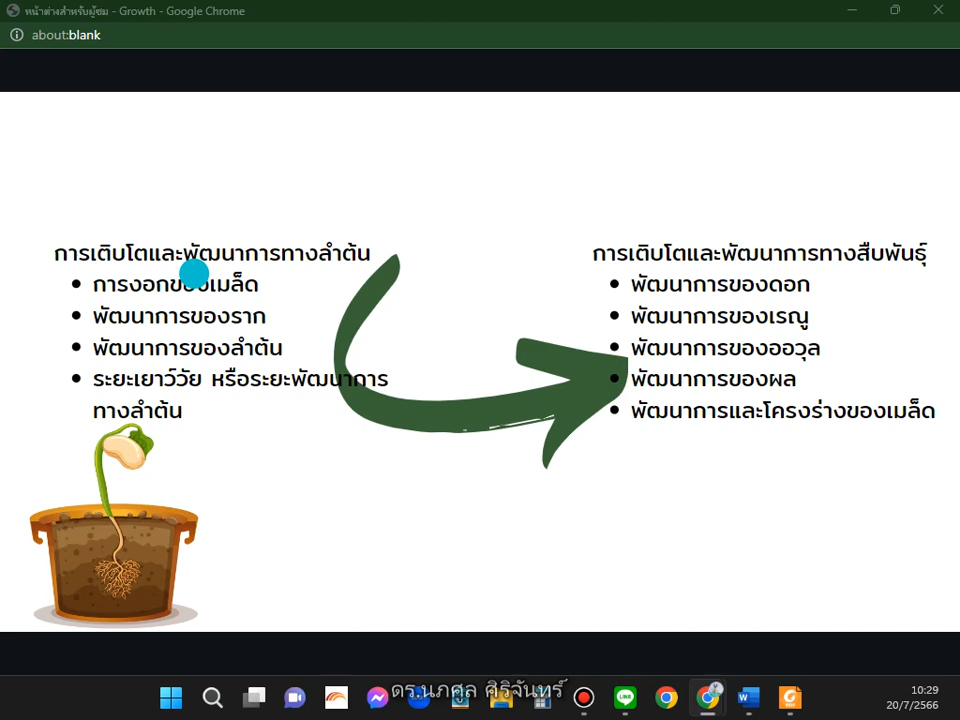 หน้าต่างสำหรับผู้ชม - Growth - Google Chrome
about:blank
การเติบโตและพัฒนาการทางลำต้น
การงอกของเมล็ด
พัฒนาการของราก
พัฒนาการของลำต้น
ระยะเยาว์วัย หรือระยะพัฒนาการ
ทางลำต้น
การเติบโตและพัฒนาการทางสืบพันธุ์
พัฒนาการของดอก
พัฒนาการของเรณู
พัฒนาการของออวุล
พัฒนาการของผล
พัฒนาการและโครงร่างของเมล็ด
ดร.นภศูล ศิริจันทร์
10:29
20/7/2566